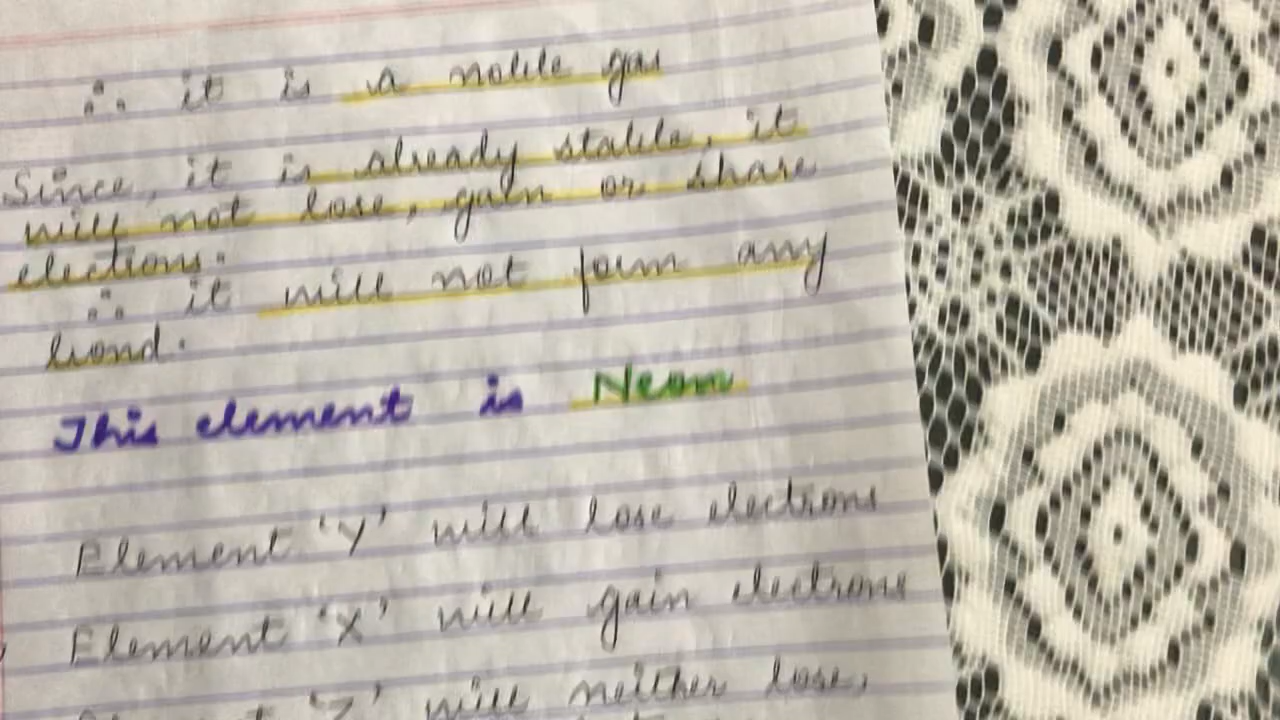 ∴ it is a noble gas
Since, it is already stable, it
will not lose, gain or share
electrons.
∴ it will not form any
bond.
This element is Neon
Element 'Y' will lose electrons
Element 'X' will gain electrons
Element 'Z' will neither lose,